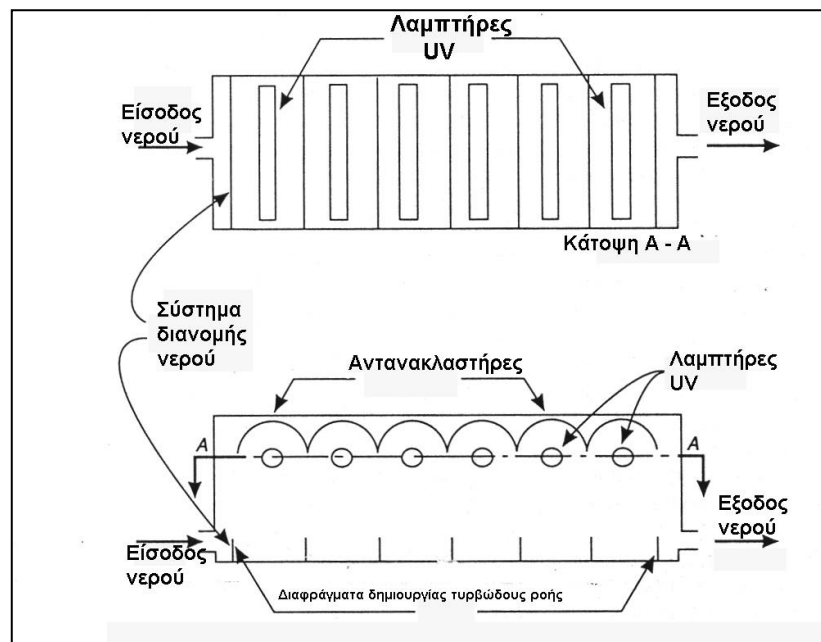 Λαμπτήρες
UV
Είσοδος
νερού
Εξοδος
νερού
Κάτοψη Α - Α
Σύστημα
διανομής
νερού
Αντανακλαστήρες
Λαμπτήρες
UV
A
A
Είσοδος
νερού
Εξοδος
νερού
Διαφράγματα δημιουργίας τυρβώδους ροής